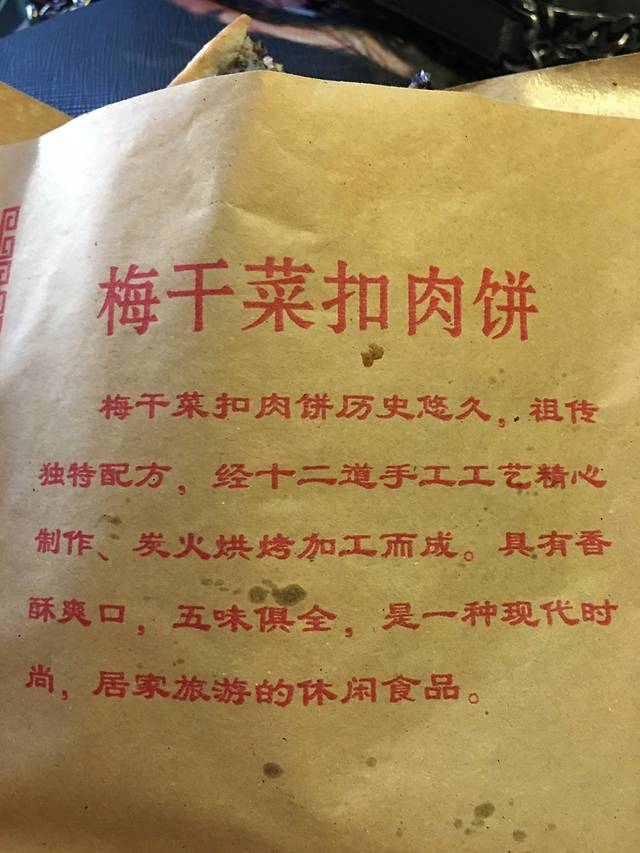 梅干菜扣肉饼
梅干菜扣肉饼历史悠久，祖传
独特配方，经十二道手工工艺精心
制作、炭火烘烤加工而成。具有香
酥爽口，五味俱全，是一种现代时
尚，居家旅游的休闲食品。